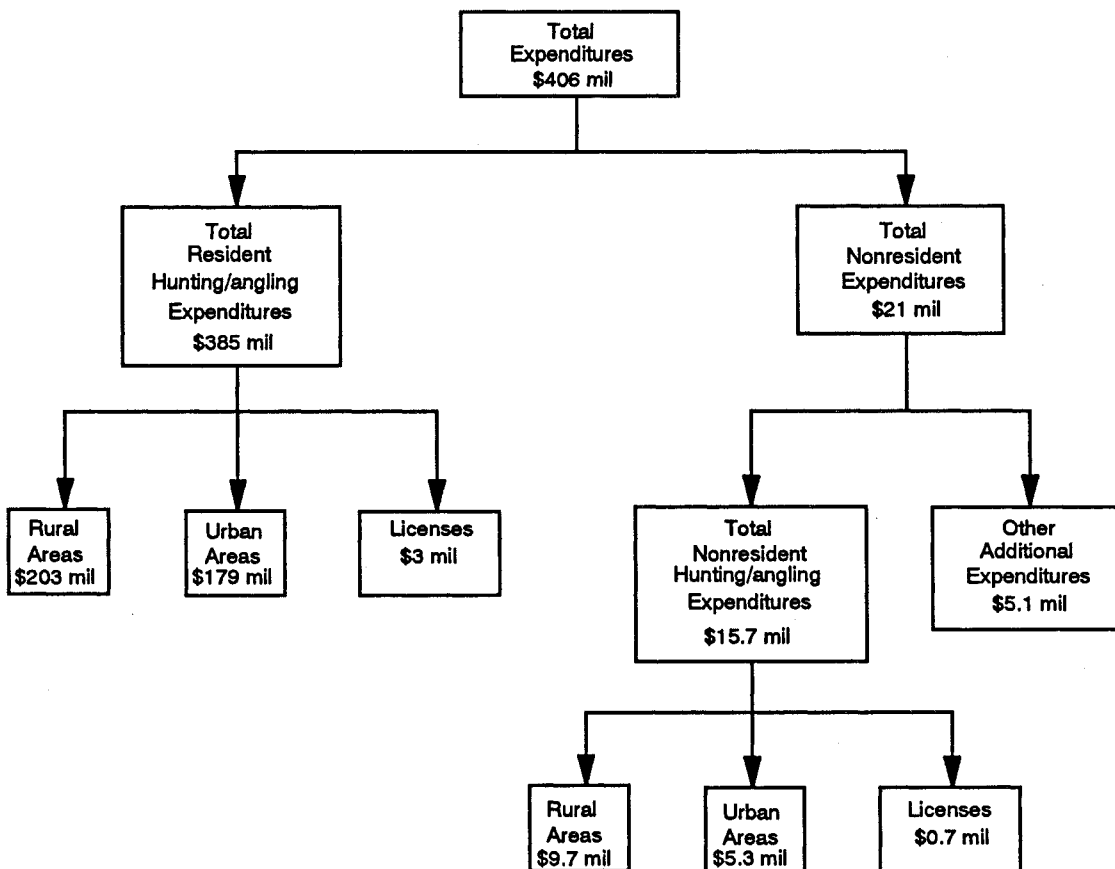 Total
Expenditures
$406 mil
Total
Resident
Hunting/angling
Expenditures
$385 mil
Total
Nonresident
Expenditures
$21 mil
Rural
Areas
$203 mil
Urban
Areas
$179 mil
Licenses
$3 mil
Total
Nonresident
Hunting/angling
Expenditures
$15.7 mil
Other
Additional
Expenditures
$5.1 mil
Rural
Areas
$9.7 mil
Urban
Areas
$5.3 mil
Licenses
$0.7 mil